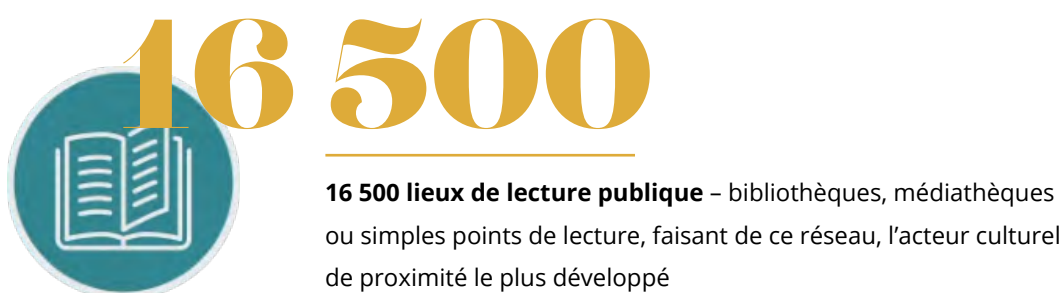 16 500
16 500 lieux de lecture publique – bibliothèques, médiathèques
ou simples points de lecture, faisant de ce réseau, l’acteur culturel
de proximité le plus développé